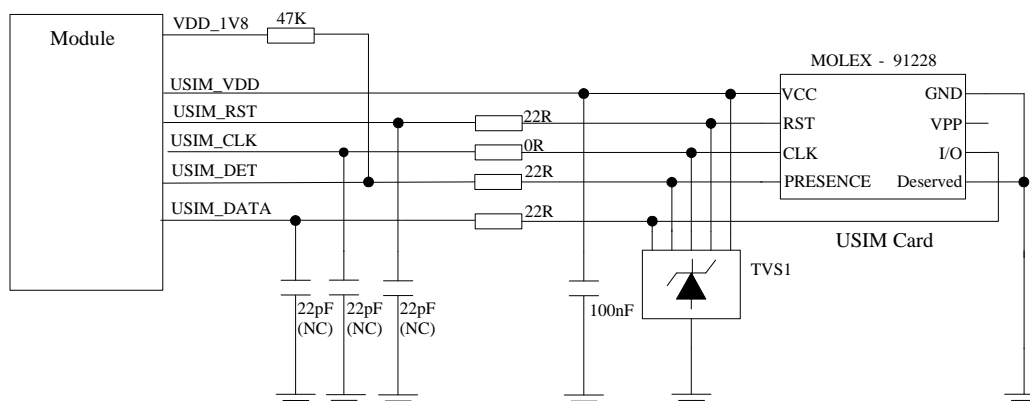 VDD_1V8
47K
Module
MOLEX - 91228
USIM_VDD
VCC
GND
USIM_RST
22R
RST
VPP
USIM_CLK
0R
CLK
I/O
USIM_DET
22R
PRESENCE
Deserved
USIM_DATA
22R
USIM Card
TVS1
22pF
(NC)
22pF
(NC)
22pF
(NC)
100nF